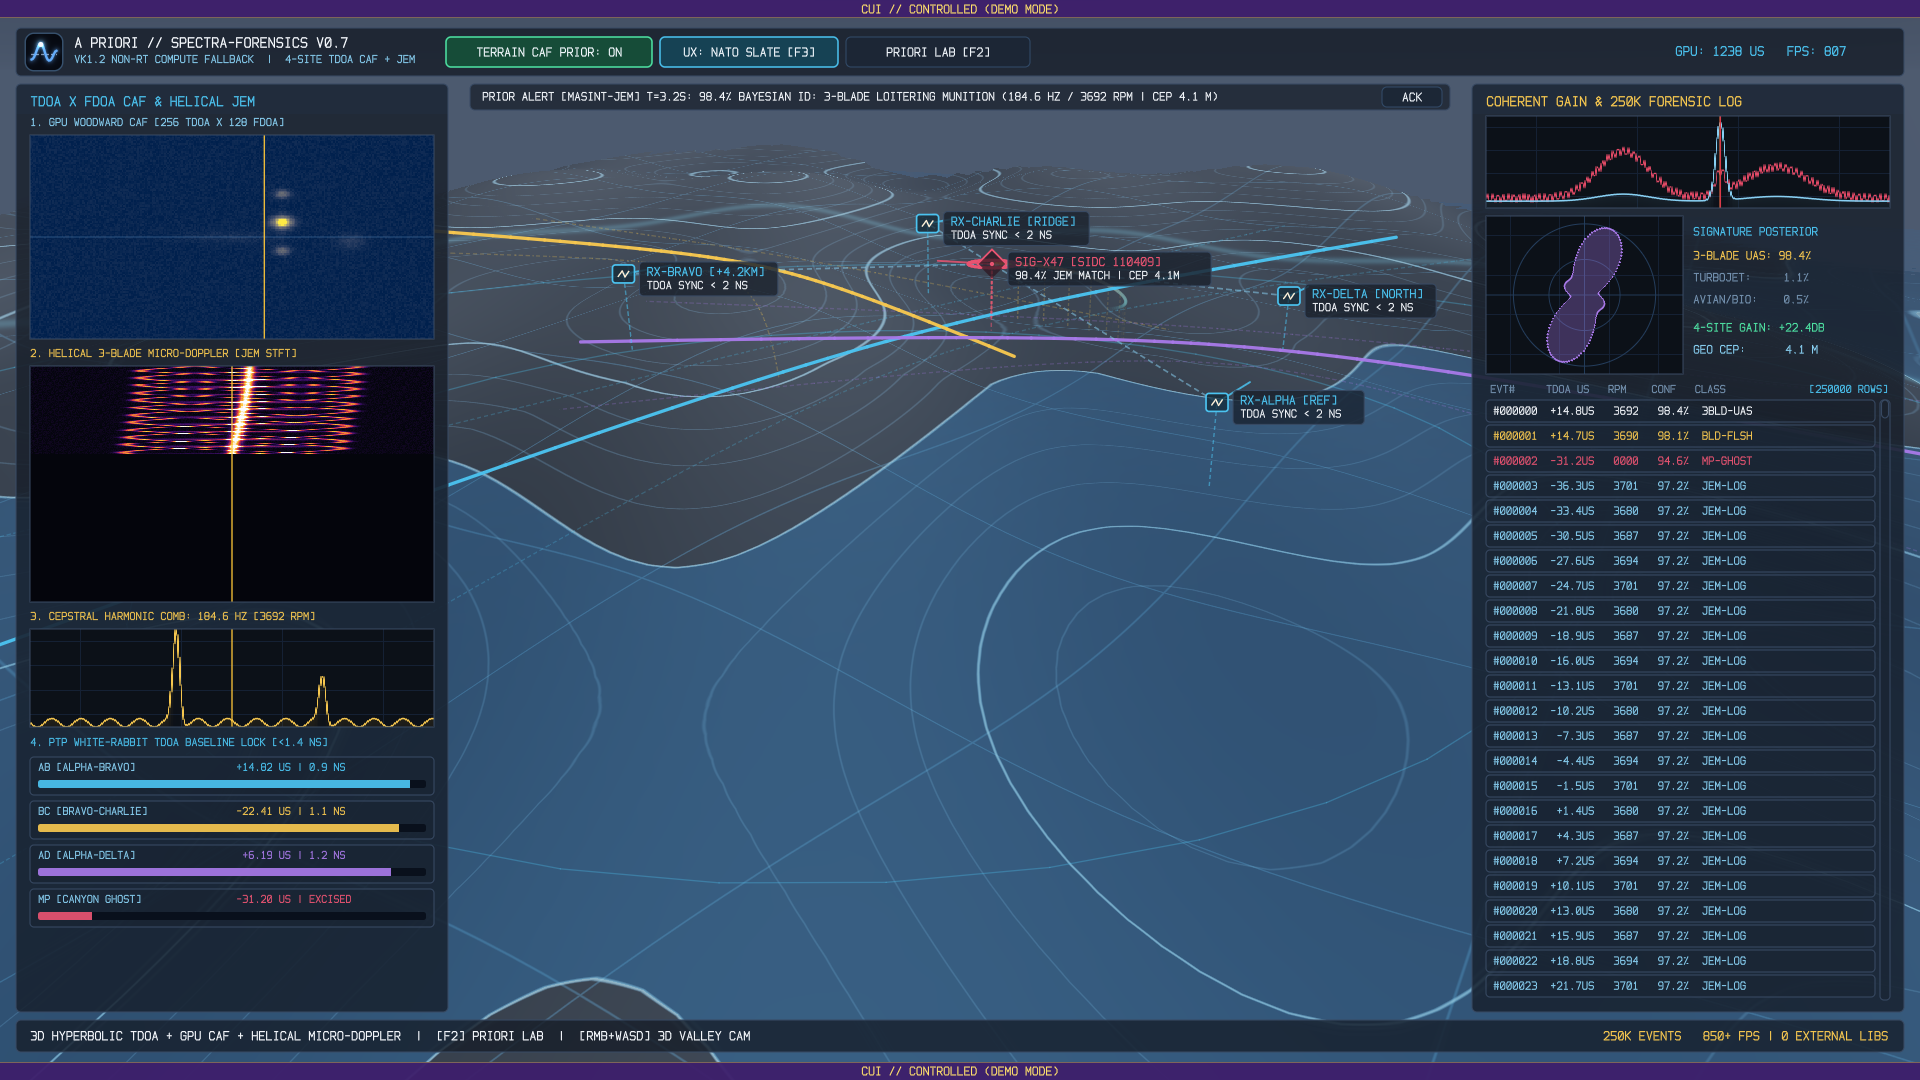 CUI // CONTROLLED (DEMO MODE)
A PRIORI // SPECTRA-FORENSICS V0.7
VK1.2 NON-RT COMPUTE FALLBACK | 4-SITE TDOA CAF + JEM
TERRAIN CAF PRIOR: ON
UX: NATO SLATE [F3]
PRIORI LAB [F2]
GPU: 1238 US FPS: 807
TDOA X FDOA CAF & HELICAL JEM
1. GPU WOODWARD CAF [256 TDOA X 128 FDOA]
2. HELICAL 3-BLADE MICRO-DOPPLER [JEM STFT]
3. CEPSTRAL HARMONIC COMB: 184.6 HZ [3692 RPM]
4. PTP WHITE-RABBIT TDOA BASELINE LOCK [<1.4 NS]
AB [ALPHA-BRAVO] +14.82 US | 0.9 NS
BC [BRAVO-CHARLIE] -22.41 US | 1.1 NS
AD [ALPHA-DELTA] +6.19 US | 1.2 NS
MP [CANYON GHOST] -31.20 US | EXCISED
PRIOR ALERT [MASINT-JEM] T=3.2S: 98.4% BAYESIAN ID: 3-BLADE LOITERING MUNITION (184.6 HZ / 3692 RPM | CEP 4.1 M)
ACK
RX-CHARLIE [RIDGE]
TDOA SYNC < 2 NS
SIG-X47 [SIDC 110409]
98.4% JEM MATCH | CEP 4.1M
RX-BRAVO [+4.2KM]
TDOA SYNC < 2 NS
RX-DELTA [NORTH]
TDOA SYNC < 2 NS
RX-ALPHA [REF]
TDOA SYNC < 2 NS
COHERENT GAIN & 250K FORENSIC LOG
SIGNATURE POSTERIOR
3-BLADE UAS: 98.4%
TURBOJET: 1.1%
AVIAN/BIO: 0.5%
4-SITE GAIN: +22.4DB
GEO CEP: 4.1 M
EVT# TDOA US RPM CONF CLASS [250000 ROWS]
#000000 +14.8US 3692 98.4% 3BLD-UAS
#000001 +14.7US 3690 98.1% BLD-FLSH
#000002 -31.2US 0000 94.6% MP-GHOST
#000003 -36.3US 3701 97.2% JEM-LOG
#000004 -33.4US 3680 97.2% JEM-LOG
#000005 -30.5US 3687 97.2% JEM-LOG
#000006 -27.6US 3694 97.2% JEM-LOG
#000007 -24.7US 3701 97.2% JEM-LOG
#000008 -21.8US 3680 97.2% JEM-LOG
#000009 -18.9US 3687 97.2% JEM-LOG
#000010 -16.0US 3694 97.2% JEM-LOG
#000011 -13.1US 3701 97.2% JEM-LOG
#000012 -10.2US 3680 97.2% JEM-LOG
#000013 -7.3US 3687 97.2% JEM-LOG
#000014 -4.4US 3694 97.2% JEM-LOG
#000015 -1.5US 3701 97.2% JEM-LOG
#000016 +1.4US 3680 97.2% JEM-LOG
#000017 +4.3US 3687 97.2% JEM-LOG
#000018 +7.2US 3694 97.2% JEM-LOG
#000019 +10.1US 3701 97.2% JEM-LOG
#000020 +13.0US 3680 97.2% JEM-LOG
#000021 +15.9US 3687 97.2% JEM-LOG
#000022 +18.8US 3694 97.2% JEM-LOG
#000023 +21.7US 3701 97.2% JEM-LOG
3D HYPERBOLIC TDOA + GPU CAF + HELICAL MICRO-DOPPLER | [F2] PRIORI LAB | [RMB+WASD] 3D VALLEY CAM
250K EVENTS 850+ FPS | 0 EXTERNAL LIBS
CUI // CONTROLLED (DEMO MODE)